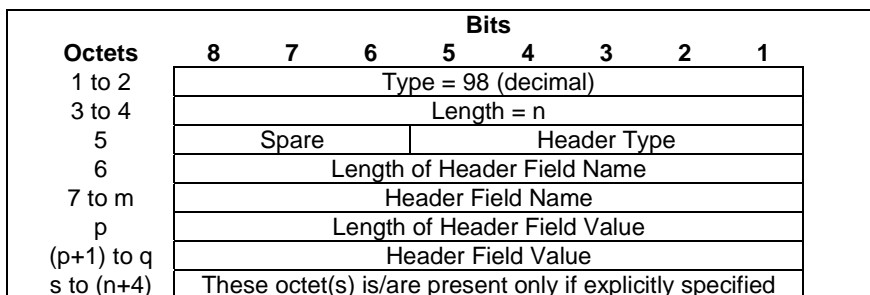 Bits
Octets 8 7 6 5 4 3 2 1
1 to 2 Type = 98 (decimal)
3 to 4 Length = n
5 Spare Header Type
6 Length of Header Field Name
7 to m Header Field Name
p Length of Header Field Value
(p+1) to q Header Field Value
s to (n+4) These octet(s) is/are present only if explicitly specified